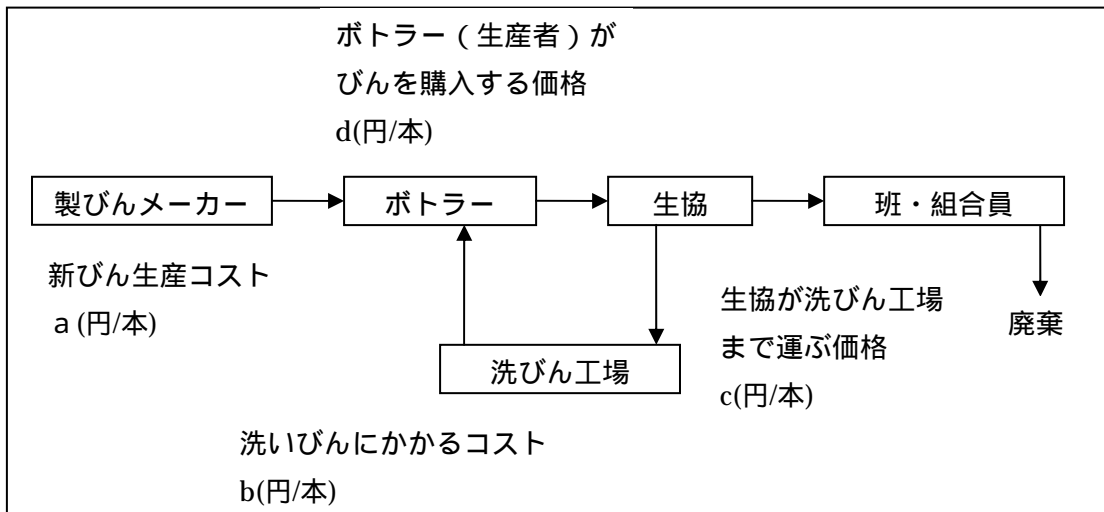 ボトラー（生産者）が
びんを購入する価格
d(円/本)
製びんメーカー
ボトラー
生協
班・組合員
新びん生産コスト
ａ(円/本)
生協が洗びん工場
まで運ぶ価格
c(円/本)
廃棄
洗びん工場
洗いびんにかかるコスト
b(円/本)